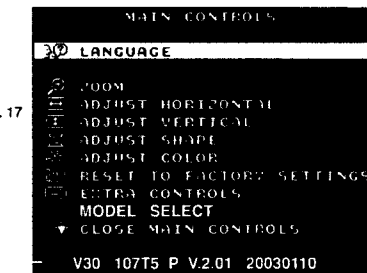 MAIN CONTROLS
LANGUAGE
ZOOM
.17
ADJUST HORIZONTAL
ADJUST VERTICAL
ADJUST SHAPE
ADJUST COLOR
RESET TO FACTORY SETTINGS
EXTRA CONTROLS
MODEL SELECT
CLOSE MAIN CONTROLS
V30 107T5 P V.2.01 20030110